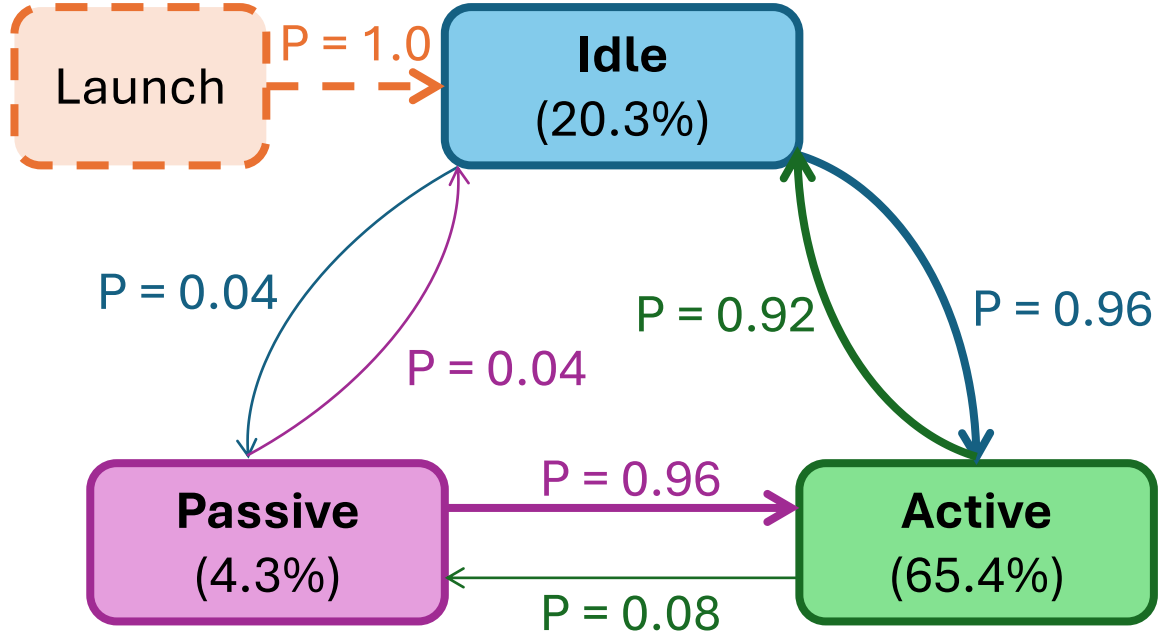 Launch
P = 1.0
Idle
(20.3%)
P = 0.04
P = 0.04
P = 0.92
P = 0.96
Passive
(4.3%)
P = 0.96
P = 0.08
Active
(65.4%)